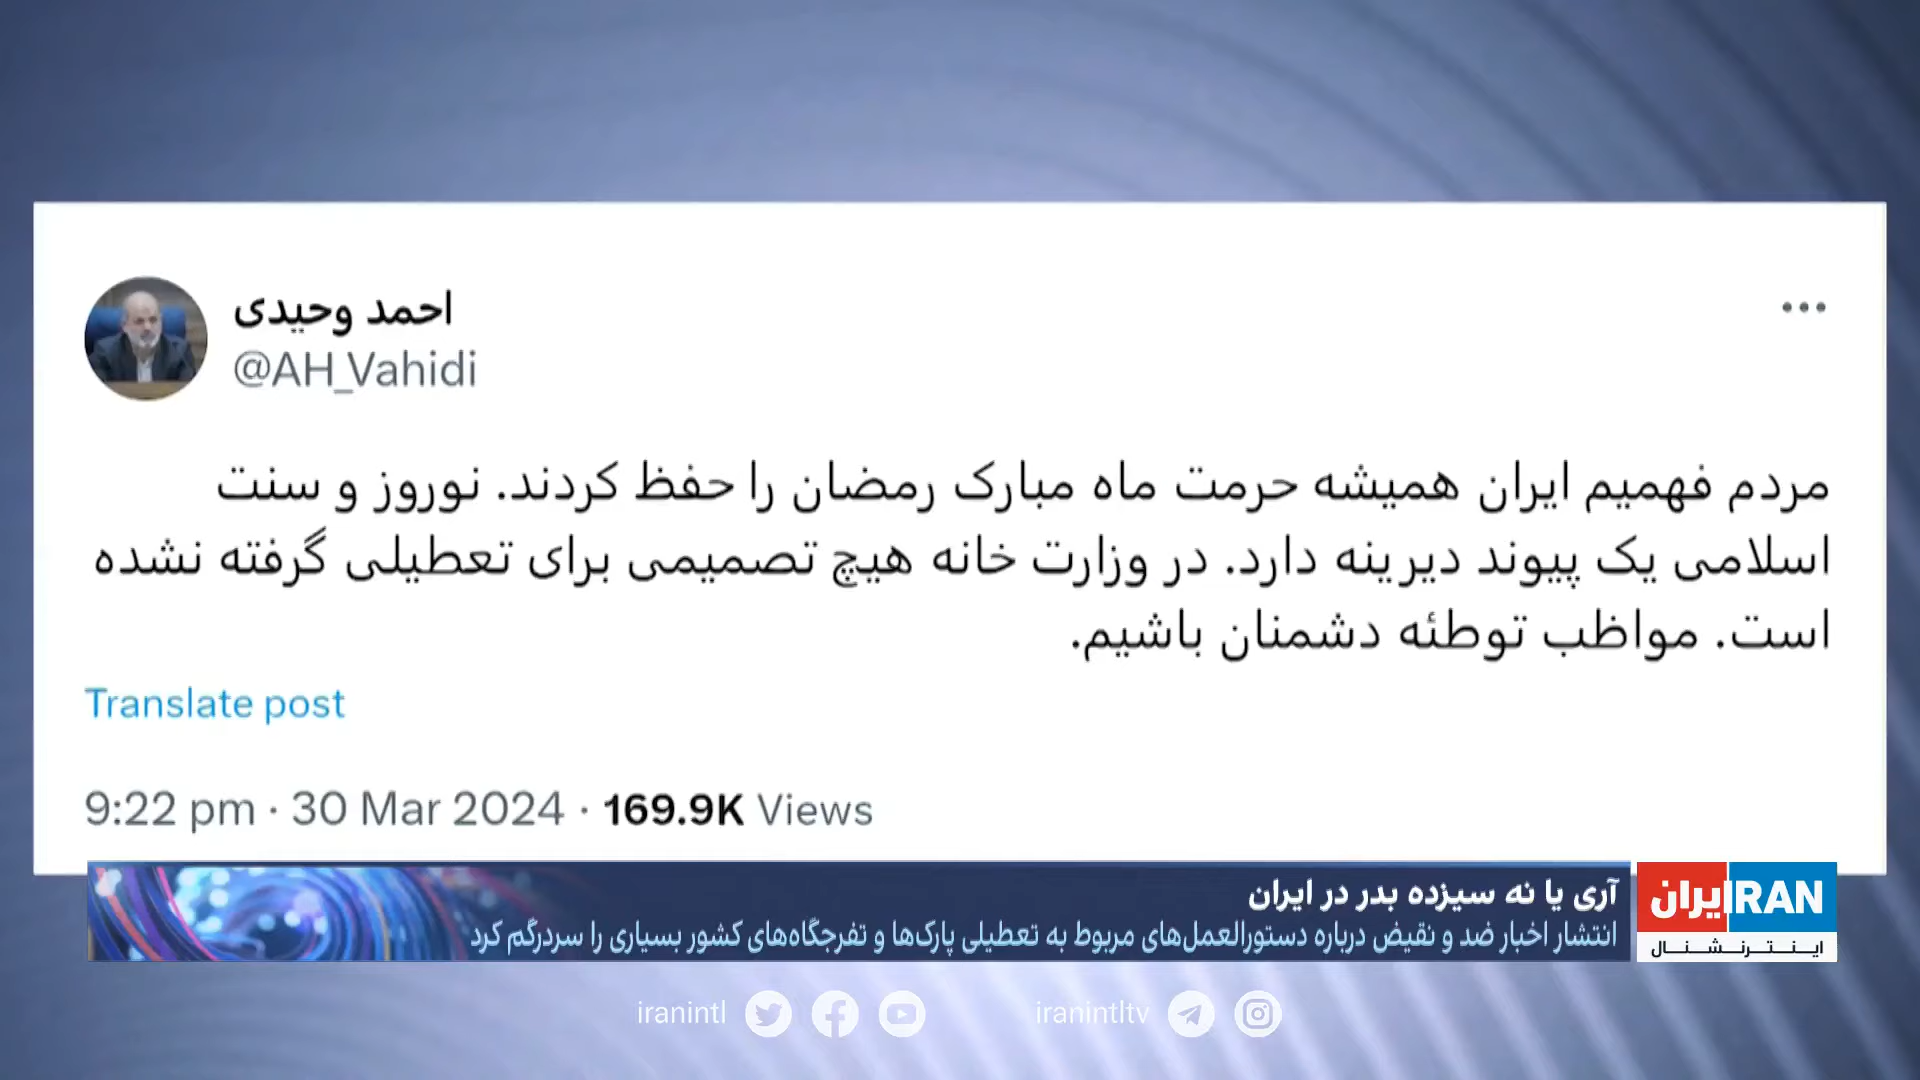 احمد وحیدی
@AH_Vahidi
مردم فهمیم ایران همیشه حرمت ماه مبارک رمضان را حفظ کردند. نوروز و سنت
اسلامی یک پیوند دیرینه دارد. در وزارت خانه هیچ تصمیمی برای تعطیلی گرفته نشده
است. مواظب توطئه دشمنان باشیم.
Translate post
9:22 pm · 30 Mar 2024 · 169.9K Views
آری یا نه سیزده بدر در ایران
انتشار اخبار ضد و نقیض درباره دستورالعمل‌های مربوط به تعطیلی پارک‌ها و تفرجگاه‌های کشور بسیاری را سردرگم کرد
ایران IRAN
اینترنشنال
iranintl
iranintltv